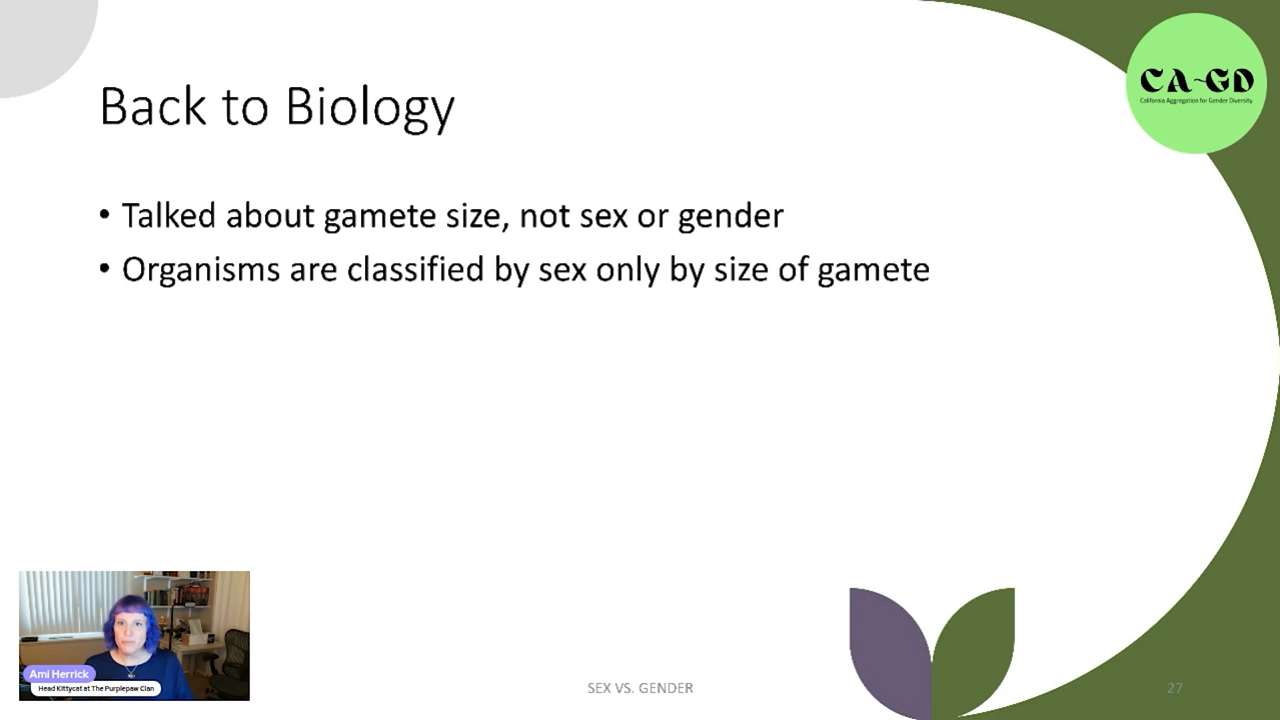 CA~GD
California Aggregation for Gender Diversity
Back to Biology
• Talked about gamete size, not sex or gender
• Organisms are classified by sex only by size of gamete
Ami Herrick
Head Kittycat at The Purplepaw Clan
SEX VS. GENDER
27